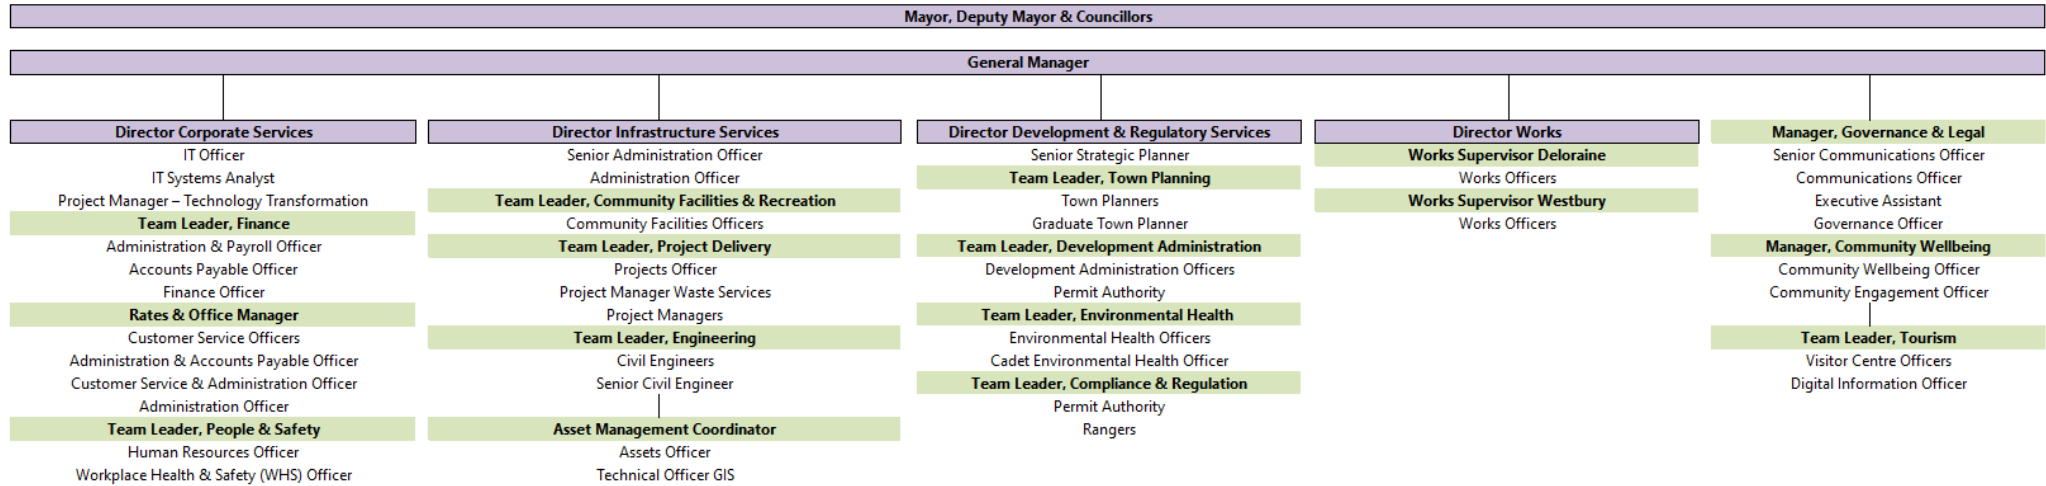 Mayor, Deputy Mayor & Councillors
General Manager
Director Corporate Services
IT Officer
IT Systems Analyst
Project Manager – Technology Transformation
Team Leader, Finance
Administration & Payroll Officer
Accounts Payable Officer
Finance Officer
Rates & Office Manager
Customer Service Officers
Administration & Accounts Payable Officer
Customer Service & Administration Officer
Administration Officer
Team Leader, People & Safety
Human Resources Officer
Workplace Health & Safety (WHS) Officer
Director Infrastructure Services
Senior Administration Officer
Administration Officer
Team Leader, Community Facilities & Recreation
Community Facilities Officers
Team Leader, Project Delivery
Projects Officer
Project Manager Waste Services
Project Managers
Team Leader, Engineering
Civil Engineers
Senior Civil Engineer
Asset Management Coordinator
Assets Officer
Technical Officer GIS
Director Development & Regulatory Services
Senior Strategic Planner
Team Leader, Town Planning
Town Planners
Graduate Town Planner
Team Leader, Development Administration
Development Administration Officers
Permit Authority
Team Leader, Environmental Health
Environmental Health Officers
Cadet Environmental Health Officer
Team Leader, Compliance & Regulation
Permit Authority
Rangers
Director Works
Works Supervisor Deloraine
Works Officers
Works Supervisor Westbury
Works Officers
Manager, Governance & Legal
Senior Communications Officer
Communications Officer
Executive Assistant
Governance Officer
Manager, Community Wellbeing
Community Wellbeing Officer
Community Engagement Officer
Team Leader, Tourism
Visitor Centre Officers
Digital Information Officer